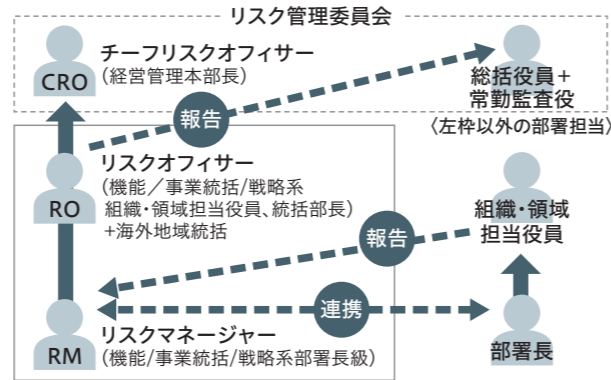 リスク管理委員会
チーフリスクオフィサー
(経営管理本部長)
CRO
総括役員+
常勤監査役
〈左枠以外の部署担当〉
報告
リスクオフィサー
(機能／事業統括/戦略系
組織・領域担当役員、統括部長)
+海外地域統括
RO
組織・領域
担当役員
報告
連携
リスクマネージャー
(機能/事業統括/戦略系部署長級)
RM
部署長